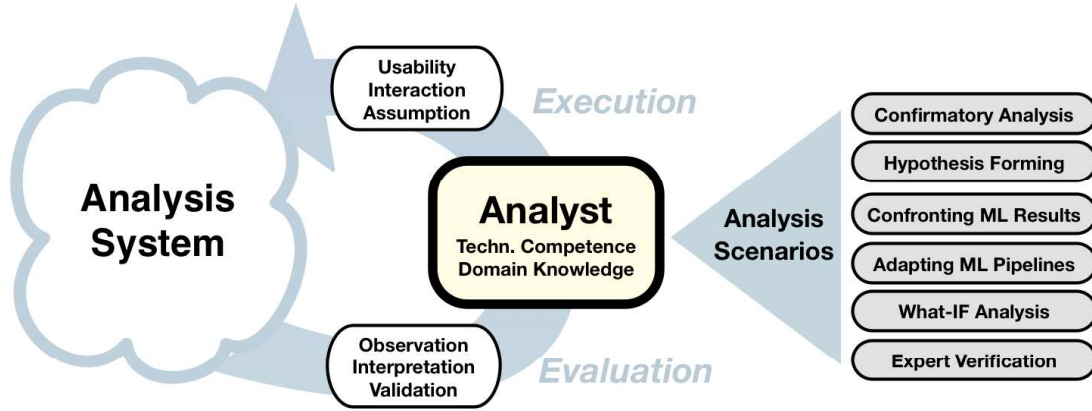 Usability
Interaction
Assumption
Execution
Analysis
System
Analyst
Techn. Competence
Domain Knowledge
Observation
Interpretation
Validation
Evaluation
Analysis
Scenarios
Confirmatory Analysis
Hypothesis Forming
Confronting ML Results
Adapting ML Pipelines
What-IF Analysis
Expert Verification